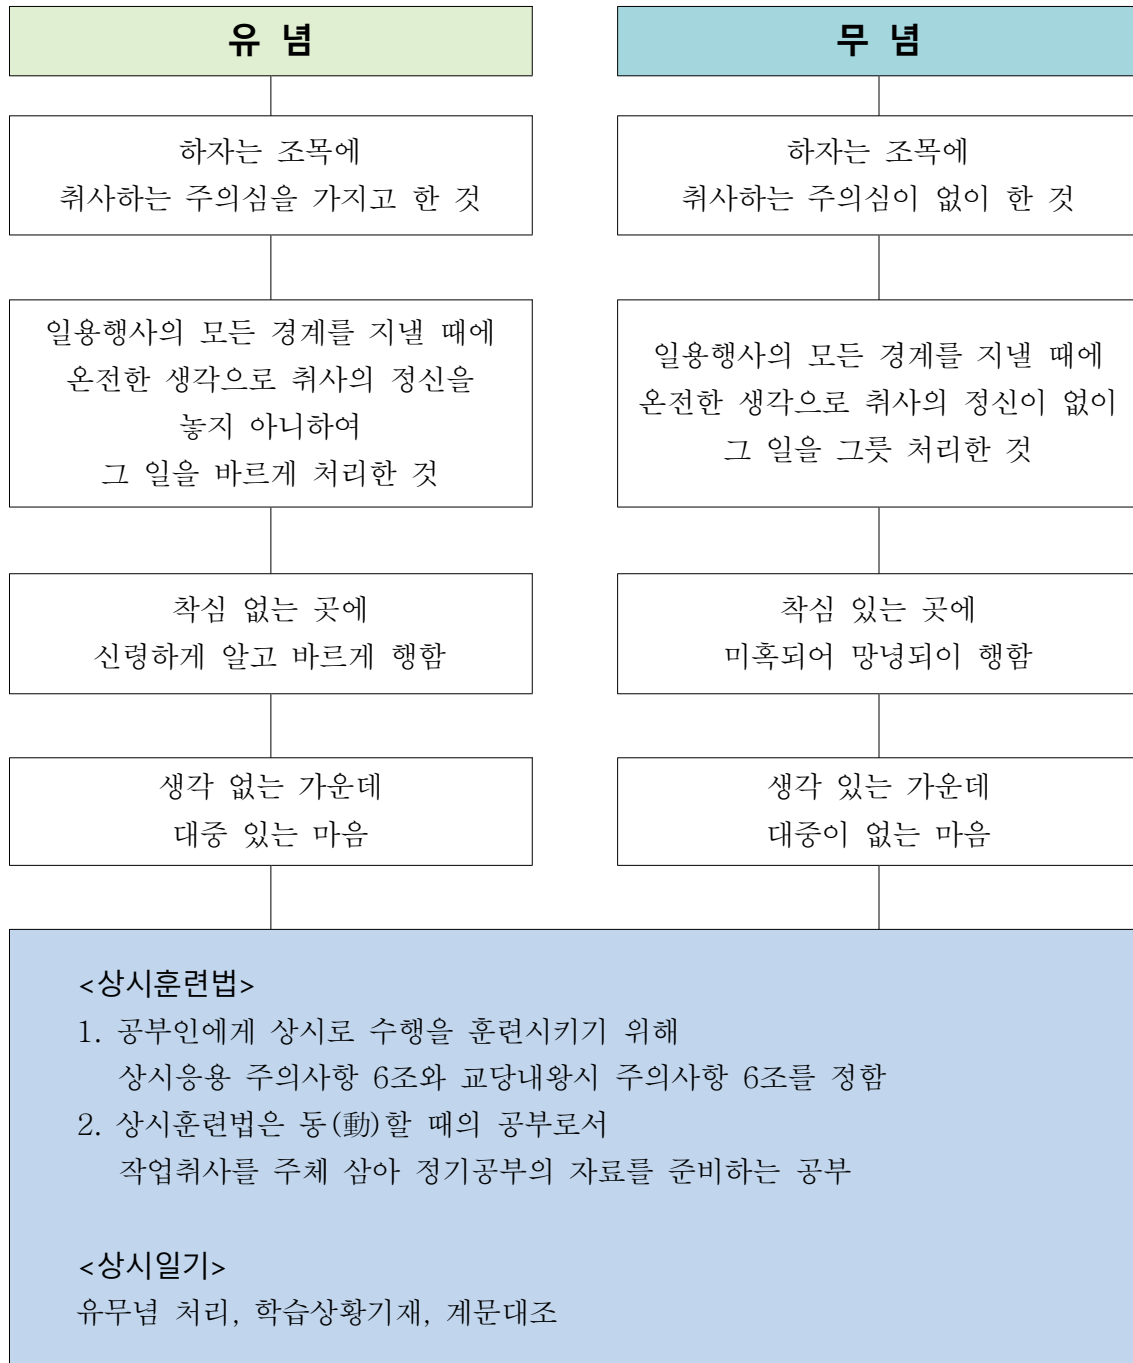 유 념
하자는 조목에
취사하는 주의심을 가지고 한 것
일용행사의 모든 경계를 지낼 때에
온전한 생각으로 취사의 정신을
놓지 아니하여
그 일을 바르게 처리한 것
착심 없는 곳에
신령하게 알고 바르게 행함
생각 없는 가운데
대중 있는 마음
무 념
하자는 조목에
취사하는 주의심이 없이 한 것
일용행사의 모든 경계를 지낼 때에
온전한 생각으로 취사의 정신이 없이
그 일을 그릇 처리한 것
착심 있는 곳에
미혹되어 망녕되이 행함
생각 있는 가운데
대중이 없는 마음
<상시훈련법>
1. 공부인에게 상시로 수행을 훈련시키기 위해
상시응용 주의사항 6조와 교당내왕시 주의사항 6조를 정함
2. 상시훈련법은 동(動)할 때의 공부로서
작업취사를 주체 삼아 정기공부의 자료를 준비하는 공부
<상시일기>
유무념 처리, 학습상황기재, 계문대조